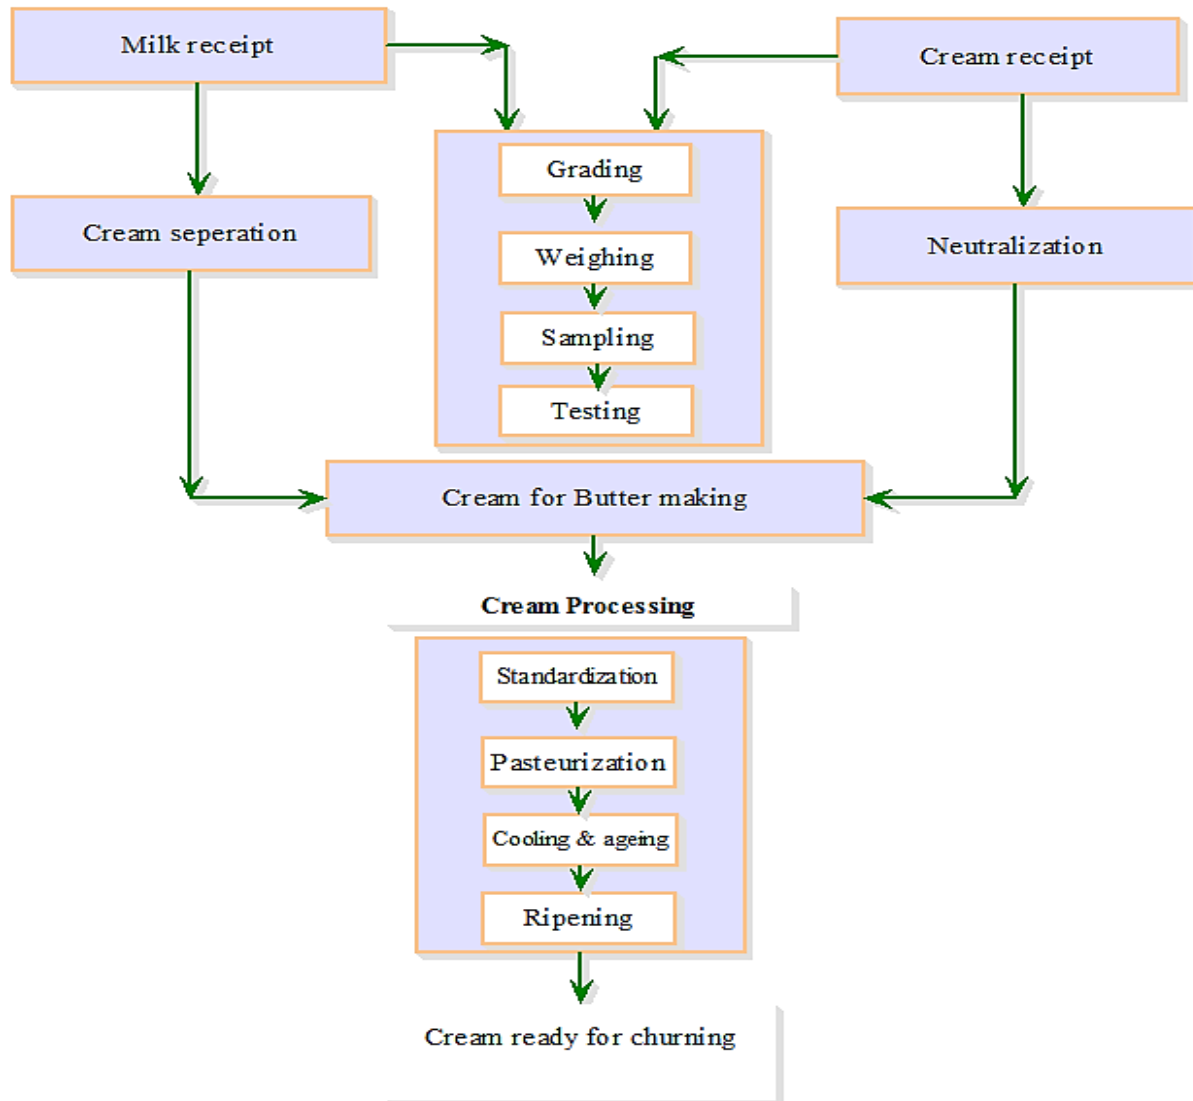 Milk receipt
Cream receipt
Grading
Cream seperation
Weighing
Neutralization
Sampling
Testing
Cream for Butter making
Cream Processing
Standardization
Pasteurization
Cooling & ageing
Ripening
Cream ready for churning